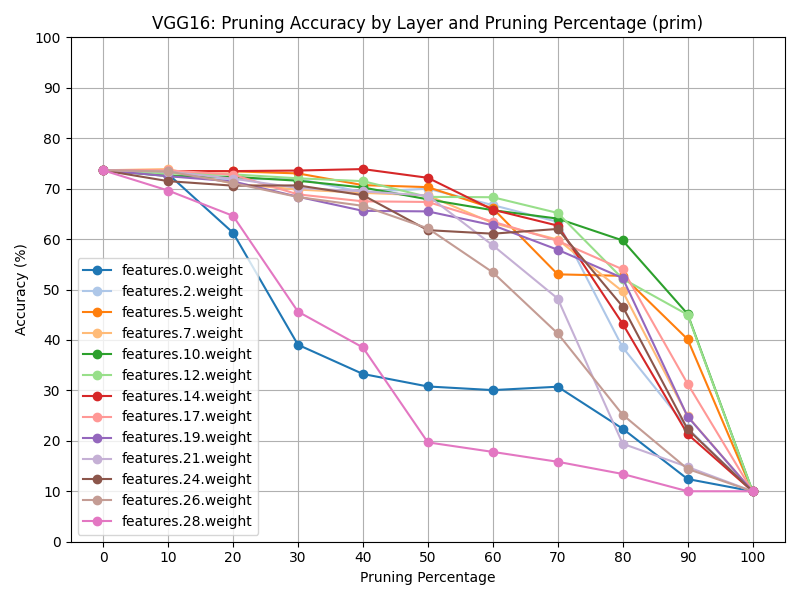 VGG16: Pruning Accuracy by Layer and Pruning Percentage (prim)
100
90
80
70
60
50
40
30
20
10
0
Accuracy (%)
features.0.weight
features.2.weight
features.5.weight
features.7.weight
features.10.weight
features.12.weight
features.14.weight
features.17.weight
features.19.weight
features.21.weight
features.24.weight
features.26.weight
features.28.weight
0 10 20 30 40 50 60 70 80 90 100
Pruning Percentage